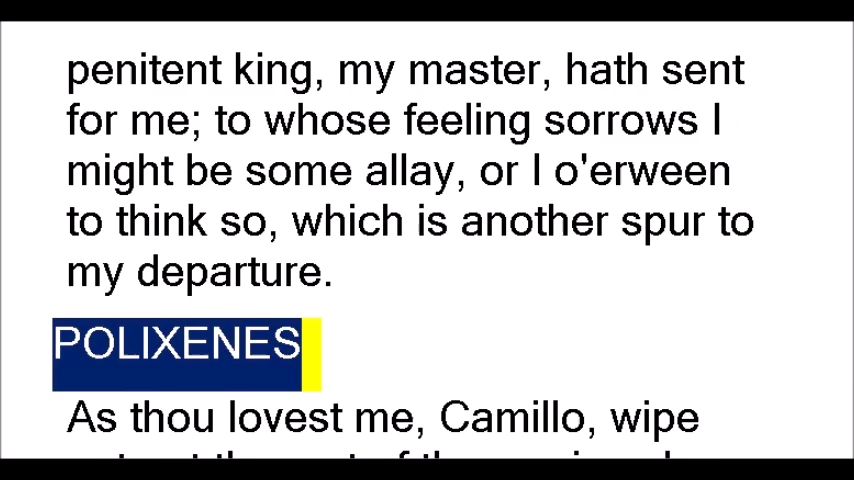 penitent king, my master, hath sent
for me; to whose feeling sorrows I
might be some allay, or I o'erween
to think so, which is another spur to
my departure.
POLIXENES
As thou lovest me, Camillo, wipe